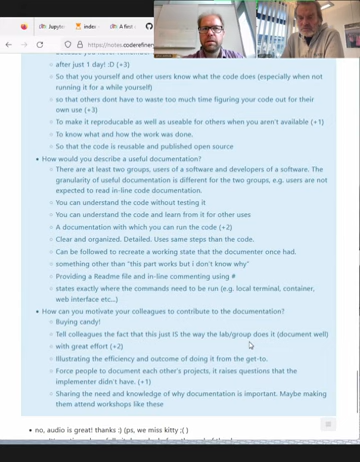 Jupyter
index
A first
https://notes.coderefiner
after just 1 day! :D (+3)
So that you yourself and other users know what the code does (especially when not
running it for a while yourself)
so that others dont have to waste too much time figuring your code out for their
own use (+3)
To make it reproducable as well as useable for others when you aren't available (+1)
To know what and how the work was done.
So that the code is reusable and published open source
How would you describe a useful documentation?
There are at least two groups, users of a software and developers of a software. The
granularity of useful documentation is different for the two groups, e.g. users are not
expected to read in-line code documentation.
You can understand the code without testing it
You can understand the code and learn from it for other uses
A documentation with which you can run the code (+2)
Clear and organized. Detailed. Uses same steps than the code.
Can be followed to recreate a working state that the documenter once had.
something other than "this part works but i don't know why"
Providing a Readme file and in-line commenting using #
states exactly where the commands need to be run (e.g. local terminal, container,
web interface etc...)
How can you motivate your colleagues to contribute to the documentation?
Buying candy!
Tell colleagues the fact that this just IS the way the lab/group does it (document well)
with great effort (+2)
Illustrating the efficiency and outcome of doing it from the get-to.
Force people to document each other's projects, it raises questions that the
implementer didn't have. (+1)
Sharing the need and knowledge of why documentation is important. Maybe making
them attend workshops like these
no, audio is great! thanks :) (ps, we miss kitty ;( )